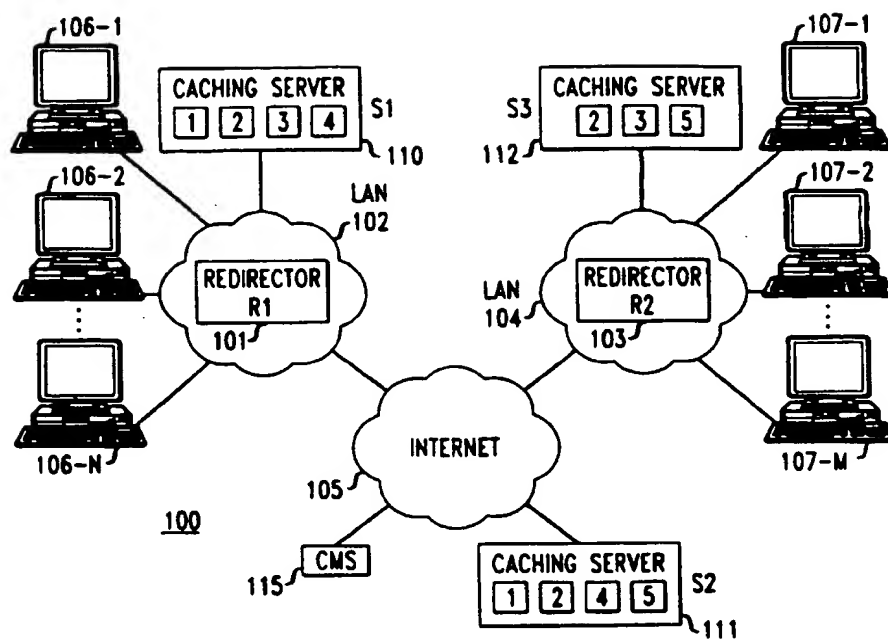 106-1
107-1
CACHING SERVER
1 2 3 4
S1
110
S3
CACHING SERVER
2 3 5
112
106-2
107-2
LAN
102
REDIRECTOR
R1
101
LAN
104
REDIRECTOR
R2
103
106-N
107-M
INTERNET
105
100
CMS
115
CACHING SERVER
1 2 4 5
S2
111